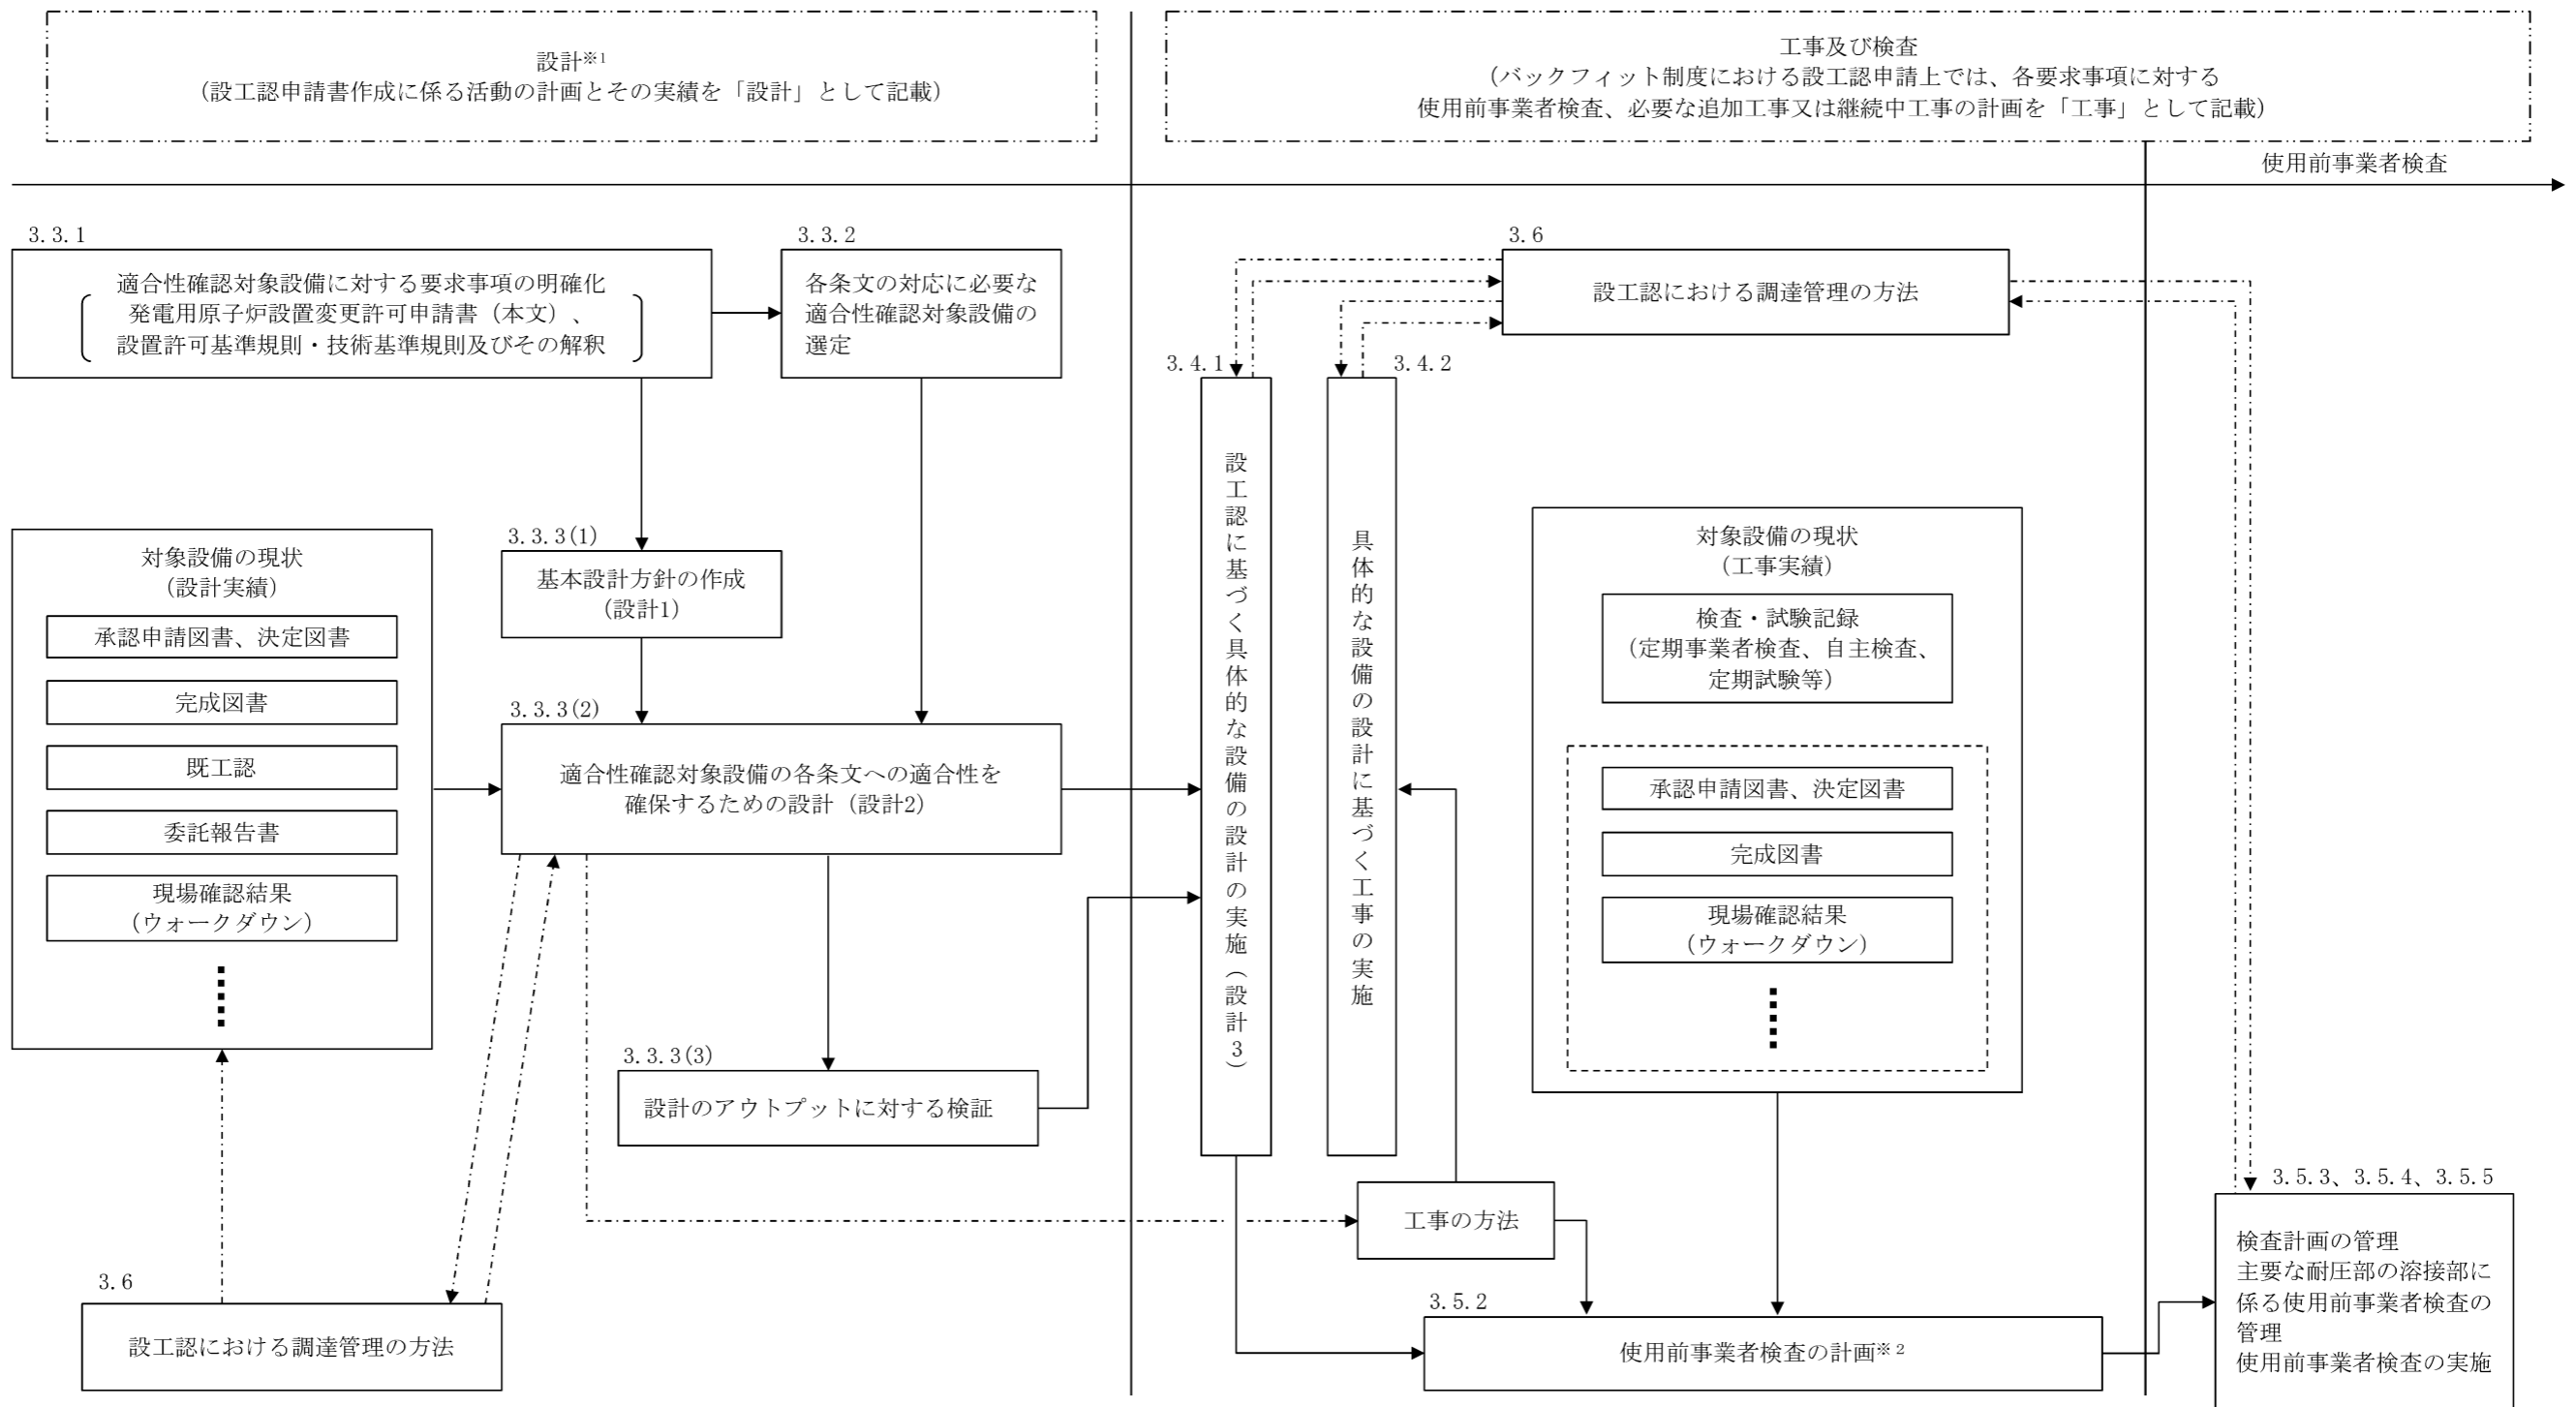 設計※1
（設工認申請書作成に係る活動の計画とその実績を「設計」として記載）
工事及び検査
（バックフィット制度における設工認申請上では、各要求事項に対する
使用前事業者検査、必要な追加工事又は継続中工事の計画を「工事」として記載）
使用前事業者検査
3.3.1
適合性確認対象設備に対する要求事項の明確化
発電用原子炉設置変更許可申請書（本文）、
設置許可基準規則・技術基準規則及びその解釈
3.3.2
各条文の対応に必要な
適合性確認対象設備の
選定
対象設備の現状
（設計実績）
承認申請図書、決定図書
完成図書
既工認
委託報告書
現場確認結果
（ウォークダウン）
3.3.3(1)
基本設計方針の作成
（設計1）
3.3.3(2)
適合性確認対象設備の各条文への適合性を
確保するための設計（設計2）
3.3.3(3)
設計のアウトプットに対する検証
3.6
設工認における調達管理の方法
3.6
設工認における調達管理の方法
3.4.1
設工認に基づく具体的な設備の設計の実施（設計3）
3.4.2
具体的な設備の設計に基づく工事の実施
対象設備の現状
（工事実績）
検査・試験記録
（定期事業者検査、自主検査、
定期試験等）
承認申請図書、決定図書
完成図書
現場確認結果
（ウォークダウン）
工事の方法
3.5.2
使用前事業者検査の計画※2
3.5.3、3.5.4、3.5.5
検査計画の管理
主要な耐圧部の溶接部に
係る使用前事業者検査の
管理
使用前事業者検査の実施